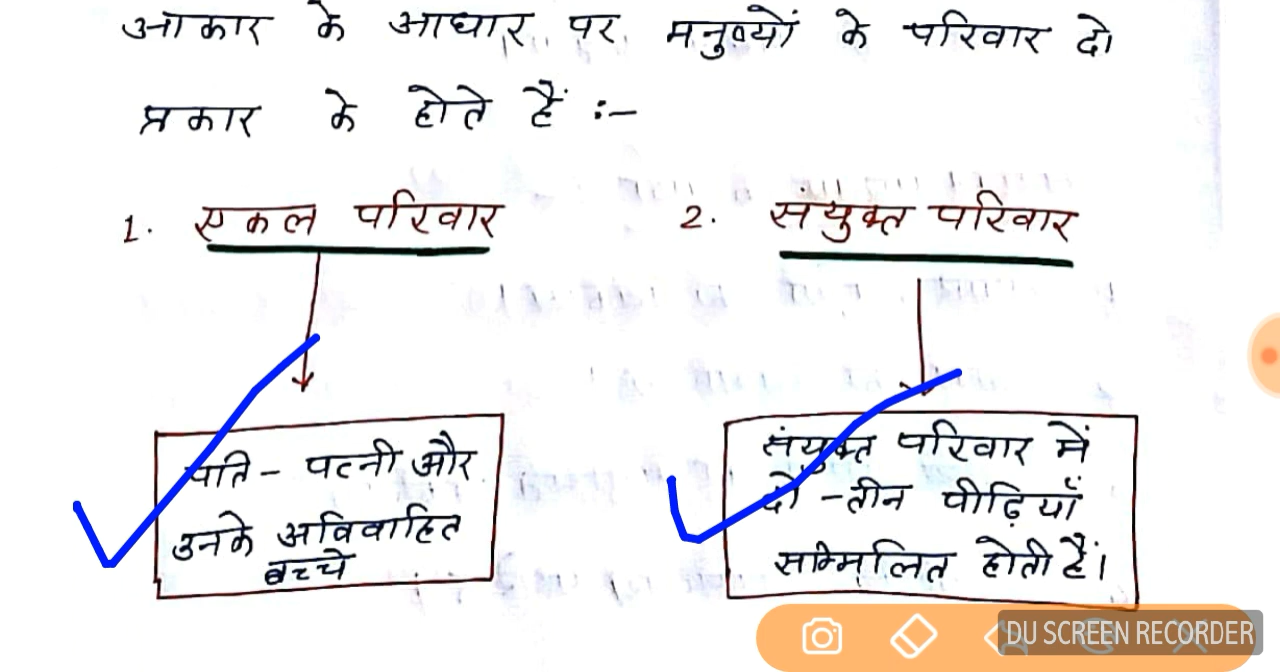 आकार के आधार पर मनुष्यों के परिवार दो
प्रकार के होते हैं :-
1. एकल परिवार
2. संयुक्त परिवार
पति - पत्नी और
उनके अविवाहित
बच्चे
संयुक्त परिवार में
दो - तीन पीढ़ियाँ
सम्मिलित होती हैं।
DU SCREEN RECORDER